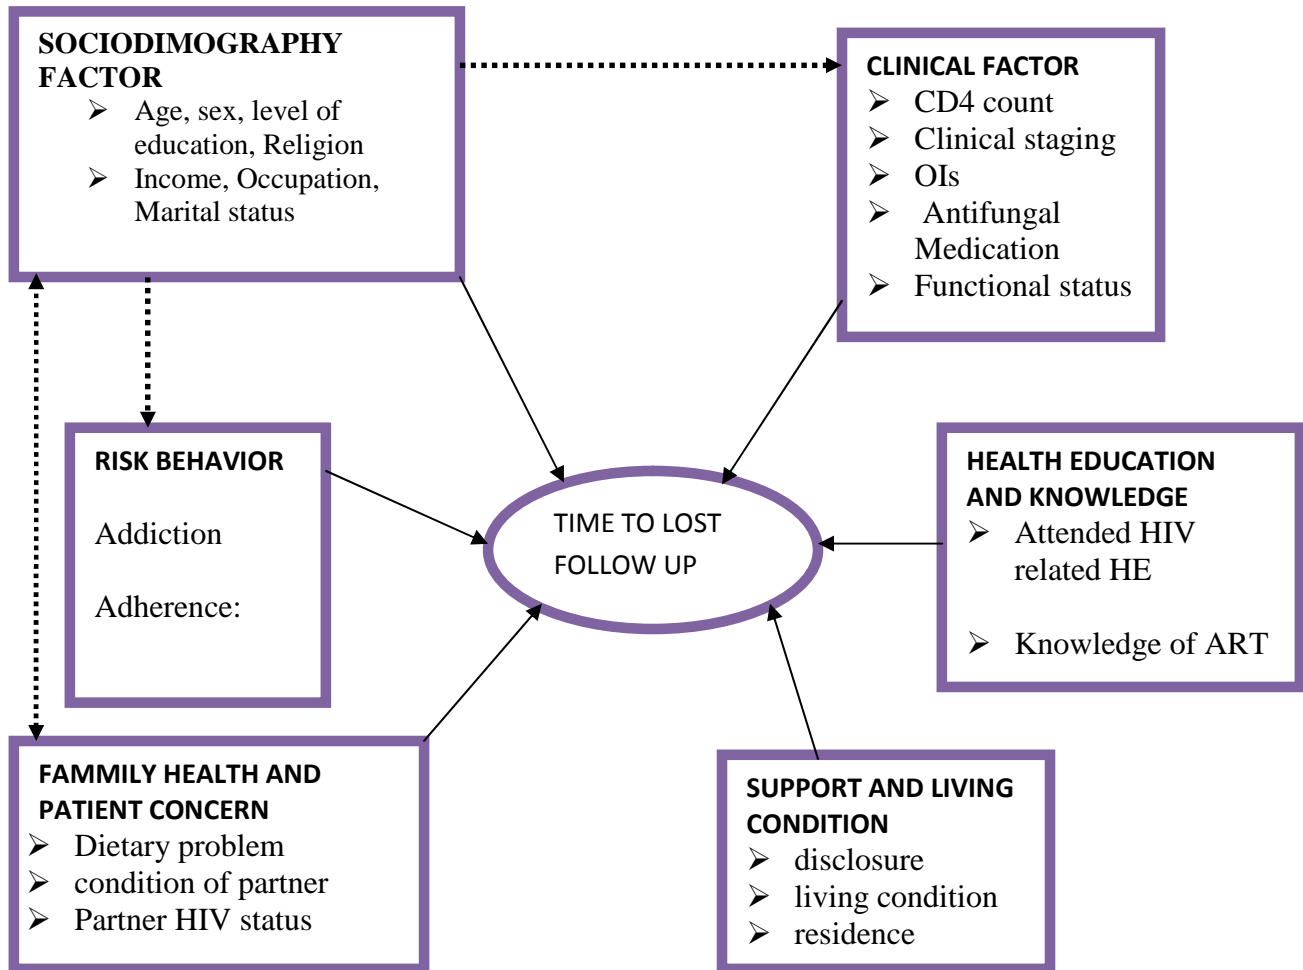 SOCIODIMOGRAPHY
FACTOR
➢ Age, sex, level of
education, Religion
➢ Income, Occupation,
Marital status
CLINICAL FACTOR
➢ CD4 count
➢ Clinical staging
➢ OIs
➢ Antifungal
Medication
➢ Functional status
RISK BEHAVIOR
Addiction
Adherence:
TIME TO LOST
FOLLOW UP
HEALTH EDUCATION
AND KNOWLEDGE
➢ Attended HIV
related HE
➢ Knowledge of ART
FAMMILY HEALTH AND
PATIENT CONCERN
➢ Dietary problem
➢ condition of partner
➢ Partner HIV status
SUPPORT AND LIVING
CONDITION
➢ disclosure
➢ living condition
➢ residence